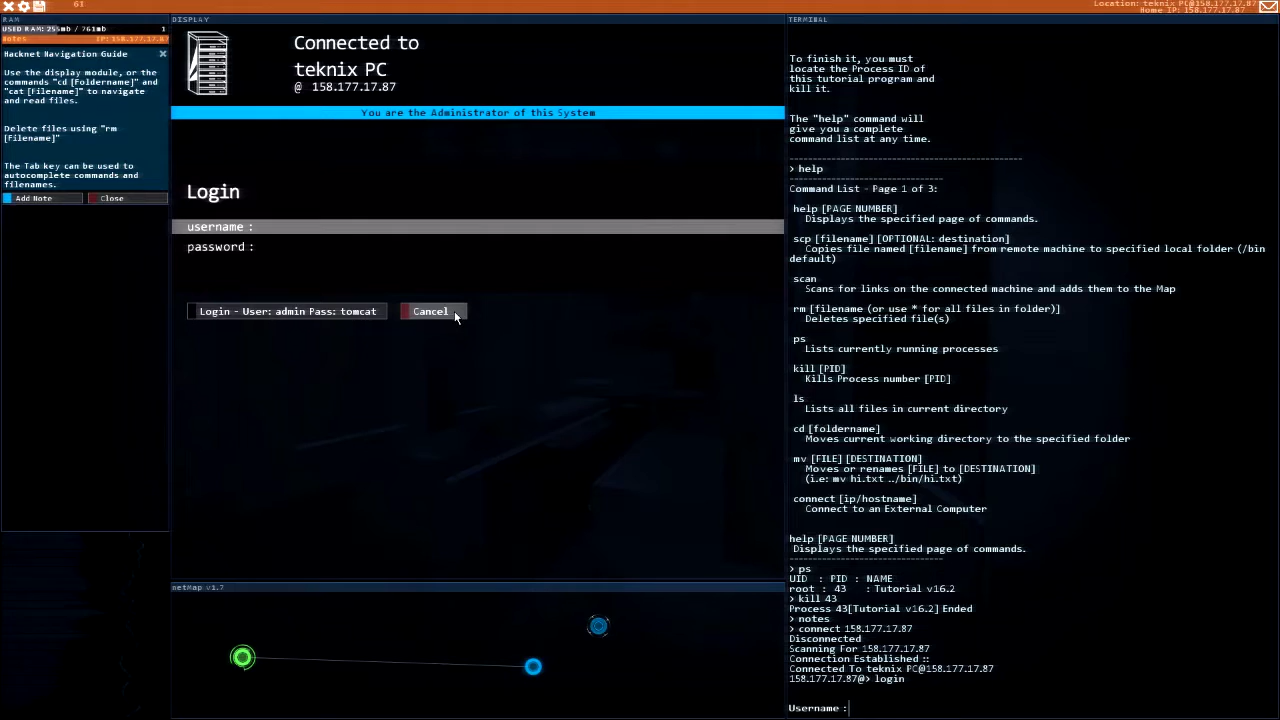 61
Location: teknix PC@158.177.17.87
Home IP: 158.177.17.87
RAM
USED RAM: 255mb / 761mb 1
notes IP: 158.177.17.87
Hacknet Navigation Guide
Use the display module, or the
commands "cd [Foldername]" and
"cat [Filename]" to navigate
and read files.
Delete files using "rm
[Filename]"
The Tab key can be used to
autocomplete commands and
filenames.
Add Note
Close
DISPLAY
Connected to
teknix PC
@ 158.177.17.87
You are the Administrator of this System
Login
username :
password :
Login - User: admin Pass: tomcat
Cancel
netMap v1.7
TERMINAL
To finish it, you must
locate the Process ID of
this tutorial program and
kill it.
The "help" command will
give you a complete
command list at any time.
-------------------------------------------------
> help
--------------------------------
Command List - Page 1 of 3:
help [PAGE NUMBER]
Displays the specified page of commands.
scp [filename] [OPTIONAL: destination]
Copies file named [filename] from remote machine to specified local folder (/bin
default)
scan
Scans for links on the connected machine and adds them to the Map
rm [filename (or use * for all files in folder)]
Deletes specified file(s)
ps
Lists currently running processes
kill [PID]
Kills Process number [PID]
ls
Lists all files in current directory
cd [foldername]
Moves current working directory to the specified folder
mv [FILE] [DESTINATION]
Moves or renames [FILE] to [DESTINATION]
(i.e: mv hi.txt ../bin/hi.txt)
connect [ip/hostname]
Connect to an External Computer
help [PAGE NUMBER]
Displays the specified page of commands.
--------------------------------
> ps
UID : PID : NAME
root : 43 : Tutorial v16.2
> kill 43
Process 43[Tutorial v16.2] Ended
> notes
> connect 158.177.17.87
Disconnected
Scanning For 158.177.17.87
Connection Established ::
Connected To teknix PC@158.177.17.87
158.177.17.87@> login
Username :